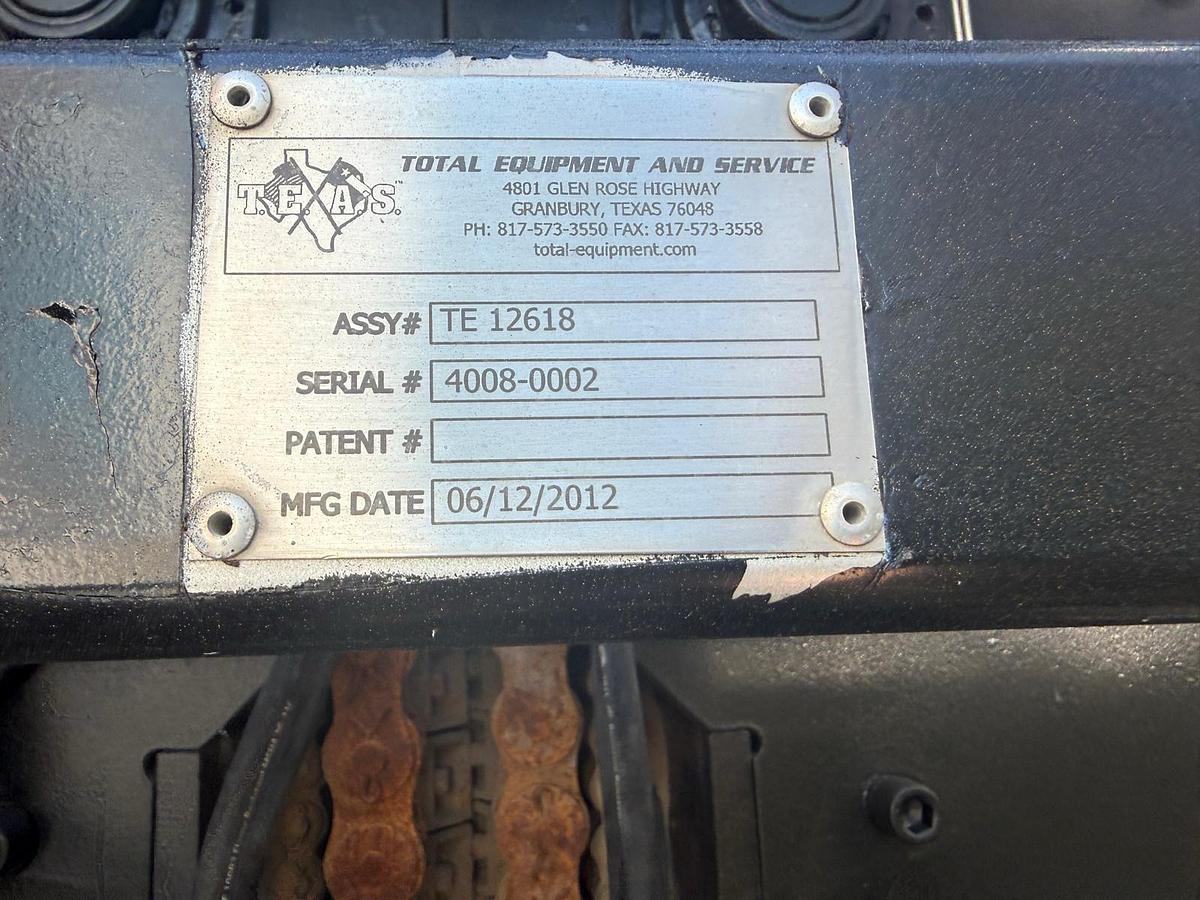 T.E.X.A.S.™
TOTAL EQUIPMENT AND SERVICE
4801 GLEN ROSE HIGHWAY
GRANBURY, TEXAS 76048
PH: 817-573-3550 FAX: 817-573-3558
total-equipment.com
ASSY# TE 12618
SERIAL # 4008-0002
PATENT #
MFG DATE 06/12/2012